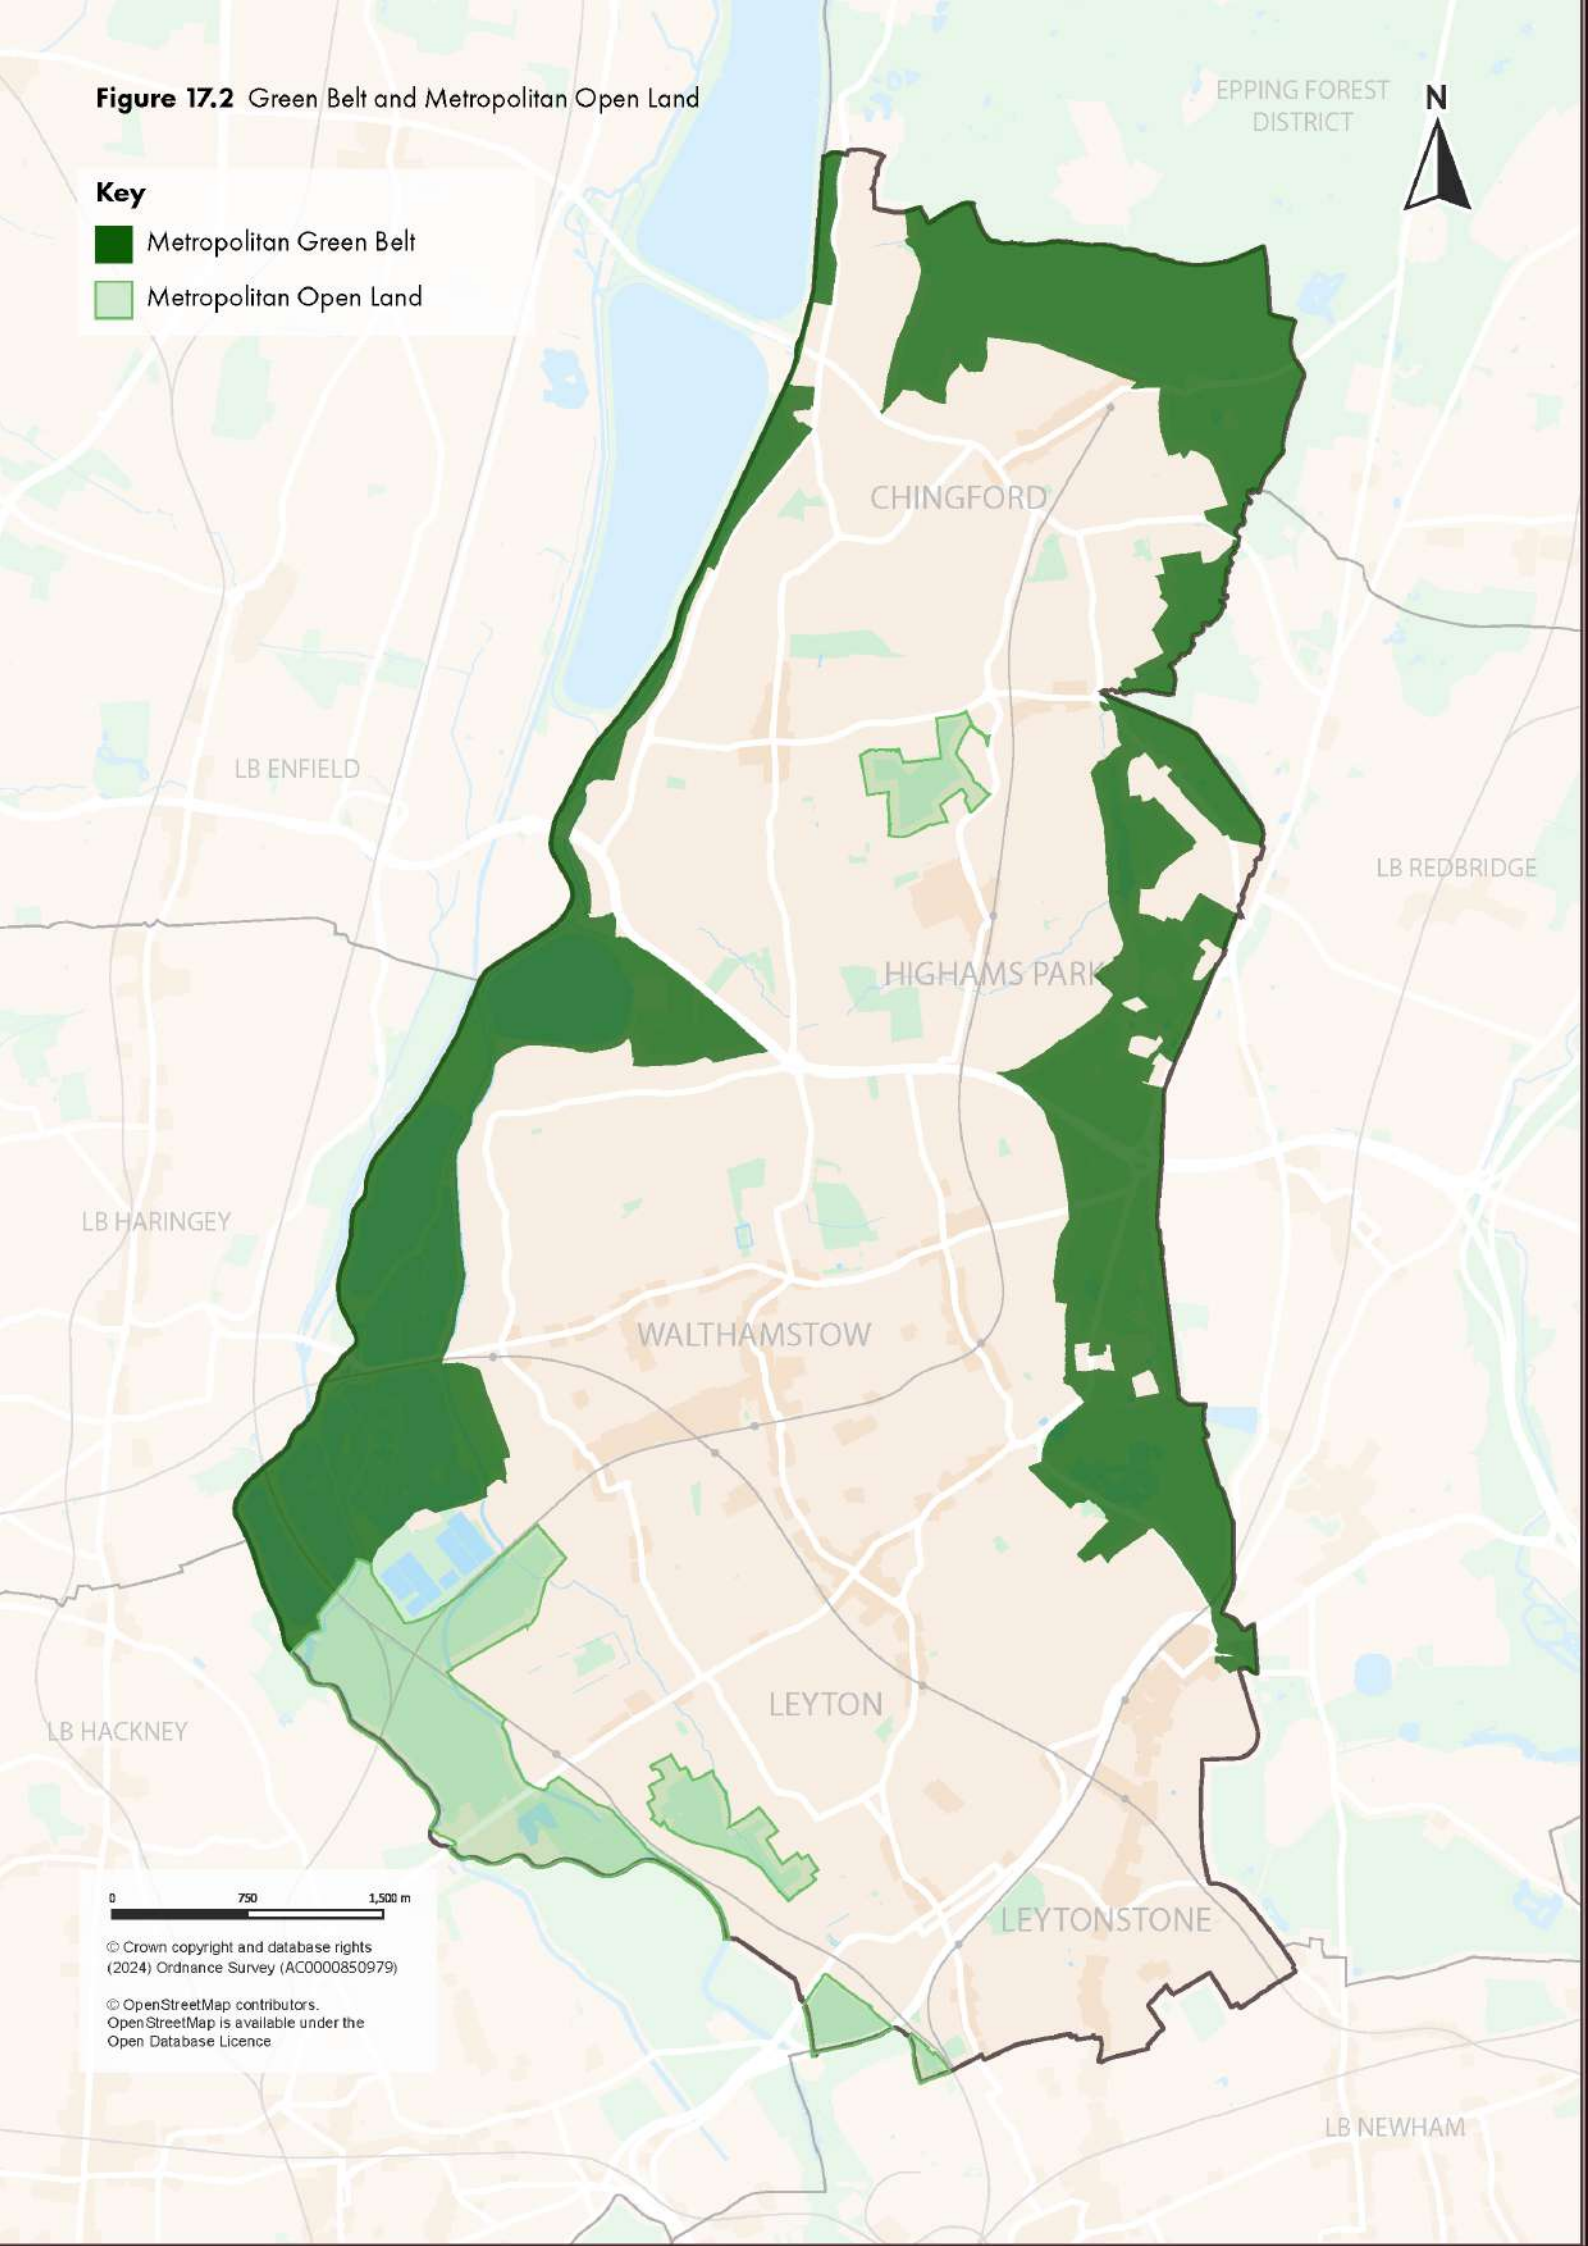 Figure 17.2 Green Belt and Metropolitan Open Land
EPPING FOREST
DISTRICT
N
Key
Metropolitan Green Belt
Metropolitan Open Land
CHINGFORD
LB ENFIELD
LB REDBRIDGE
HIGHAMS PARK
LB HARINGEY
WALTHAMSTOW
LEYTON
LB HACKNEY
0 750 1,500 m
LEYTONSTONE
© Crown copyright and database rights
(2024) Ordnance Survey (AC0000850979)
© OpenStreetMap contributors.
OpenStreetMap is available under the
Open Database Licence
LB NEWHAM